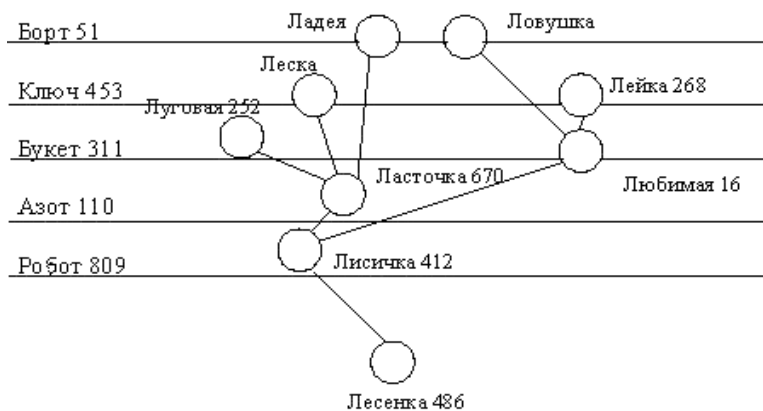 Ладея
Ловушка
Борт 51
Леска
Ключ 453
Лейка 268
Луговая 252
Букет 311
Ласточка 670
Любимая 16
Азот 110
Лисичка 412
Робот 809
Лесенка 486